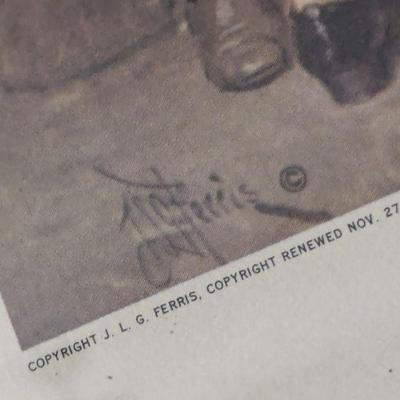 Ferris ©
COPYRIGHT J. L. G. FERRIS, COPYRIGHT RENEWED NOV. 27